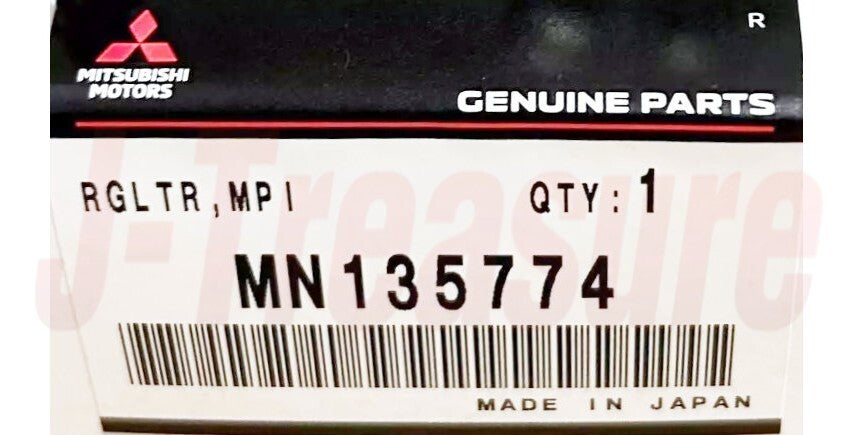 R
MITSUBISHI
MOTORS
GENUINE PARTS
RGLTR,MPI QTY:1
MN135774
MADE IN JAPAN
J-Treasure